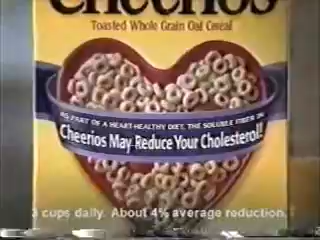 Cheerios
Toasted Whole Grain Oat Cereal
AS PART OF A HEART-HEALTHY DIET, THE SOLUBLE FIBER IN
Cheerios May Reduce Your Cholesterol!
3 cups daily. About 4% average reduction.